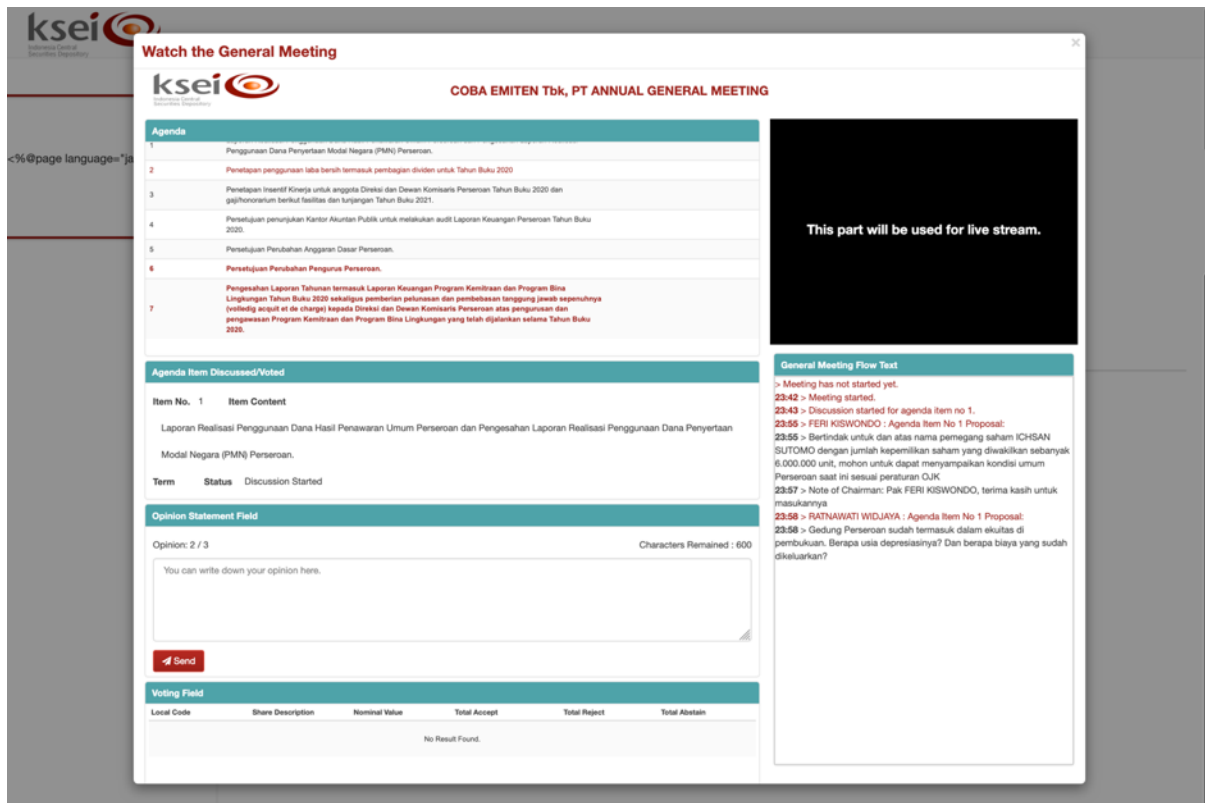 ksei
Indonesia Central
Securities Depository
<%@page language="ja
Watch the General Meeting
×
ksei
Indonesia Central
Securities Depository
COBA EMITEN Tbk, PT ANNUAL GENERAL MEETING
Agenda
1
Penggunaan Dana Penyertaan Modal Negara (PMN) Perseroan.
2 Penetapan penggunaan laba bersih termasuk pembagian dividen untuk Tahun Buku 2020
3 Penetapan Insentif Kinerja untuk anggota Direksi dan Dewan Komisaris Perseroan Tahun Buku 2020 dan
gaji/honorarium berikut fasilitas dan tunjangan Tahun Buku 2021.
4 Persetujuan penunjukan Kantor Akuntan Publik untuk melakukan audit Laporan Keuangan Perseroan Tahun Buku
2020.
5 Persetujuan Perubahan Anggaran Dasar Perseroan.
6 Persetujuan Perubahan Pengurus Perseroan.
7 Pengesahan Laporan Tahunan termasuk Laporan Keuangan Program Kemitraan dan Program Bina
Lingkungan Tahun Buku 2020 sekaligus pemberian pelunasan dan pembebasan tanggung jawab sepenuhnya
(volledig acquit et de charge) kepada Direksi dan Dewan Komisaris Perseroan atas pengurusan dan
pengawasan Program Kemitraan dan Program Bina Lingkungan yang telah dijalankan selama Tahun Buku
2020.
Agenda Item Discussed/Voted
Item No. 1 Item Content
Laporan Realisasi Penggunaan Dana Hasil Penawaran Umum Perseroan dan Pengesahan Laporan Realisasi Penggunaan Dana Penyertaan
Modal Negara (PMN) Perseroan.
Term Status Discussion Started
Opinion Statement Field
Opinion: 2 / 3 Characters Remained : 600
You can write down your opinion here.
Send
Voting Field
Local Code Share Description Nominal Value Total Accept Total Reject Total Abstain
No Result Found.
This part will be used for live stream.
General Meeting Flow Text
> Meeting has not started yet.
23:42 > Meeting started.
23:43 > Discussion started for agenda item no 1.
23:55 > FERI KISWONDO : Agenda Item No 1 Proposal:
23:55 > Bertindak untuk dan atas nama pemegang saham ICHSAN
SUTOMO dengan jumlah kepemilikan saham yang diwakilkan sebanyak
6.000.000 unit, mohon untuk dapat menyampaikan kondisi umum
Perseroan saat ini sesuai peraturan OJK
23:57 > Note of Chairman: Pak FERI KISWONDO, terima kasih untuk
masukannya
23:58 > RATNAWATI WIDJAYA : Agenda Item No 1 Proposal:
23:58 > Gedung Perseroan sudah termasuk dalam ekuitas di
pembukuan. Berapa usia depresiasinya? Dan berapa biaya yang sudah
dikeluarkan?